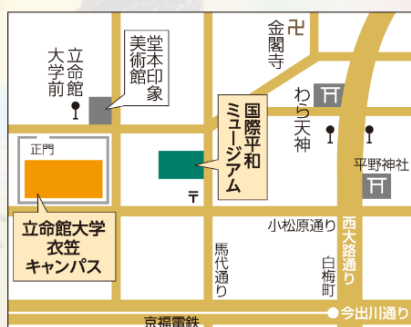 立命館
大学前
堂本印象
美術館
金閣寺
卍
わら天神
国際平和
ミュージアム
正門
平野神社
〒
立命館大学
衣笠
キャンパス
馬代通り
小松原通り
西大路通り
白梅町
今出川通り
京福電鉄